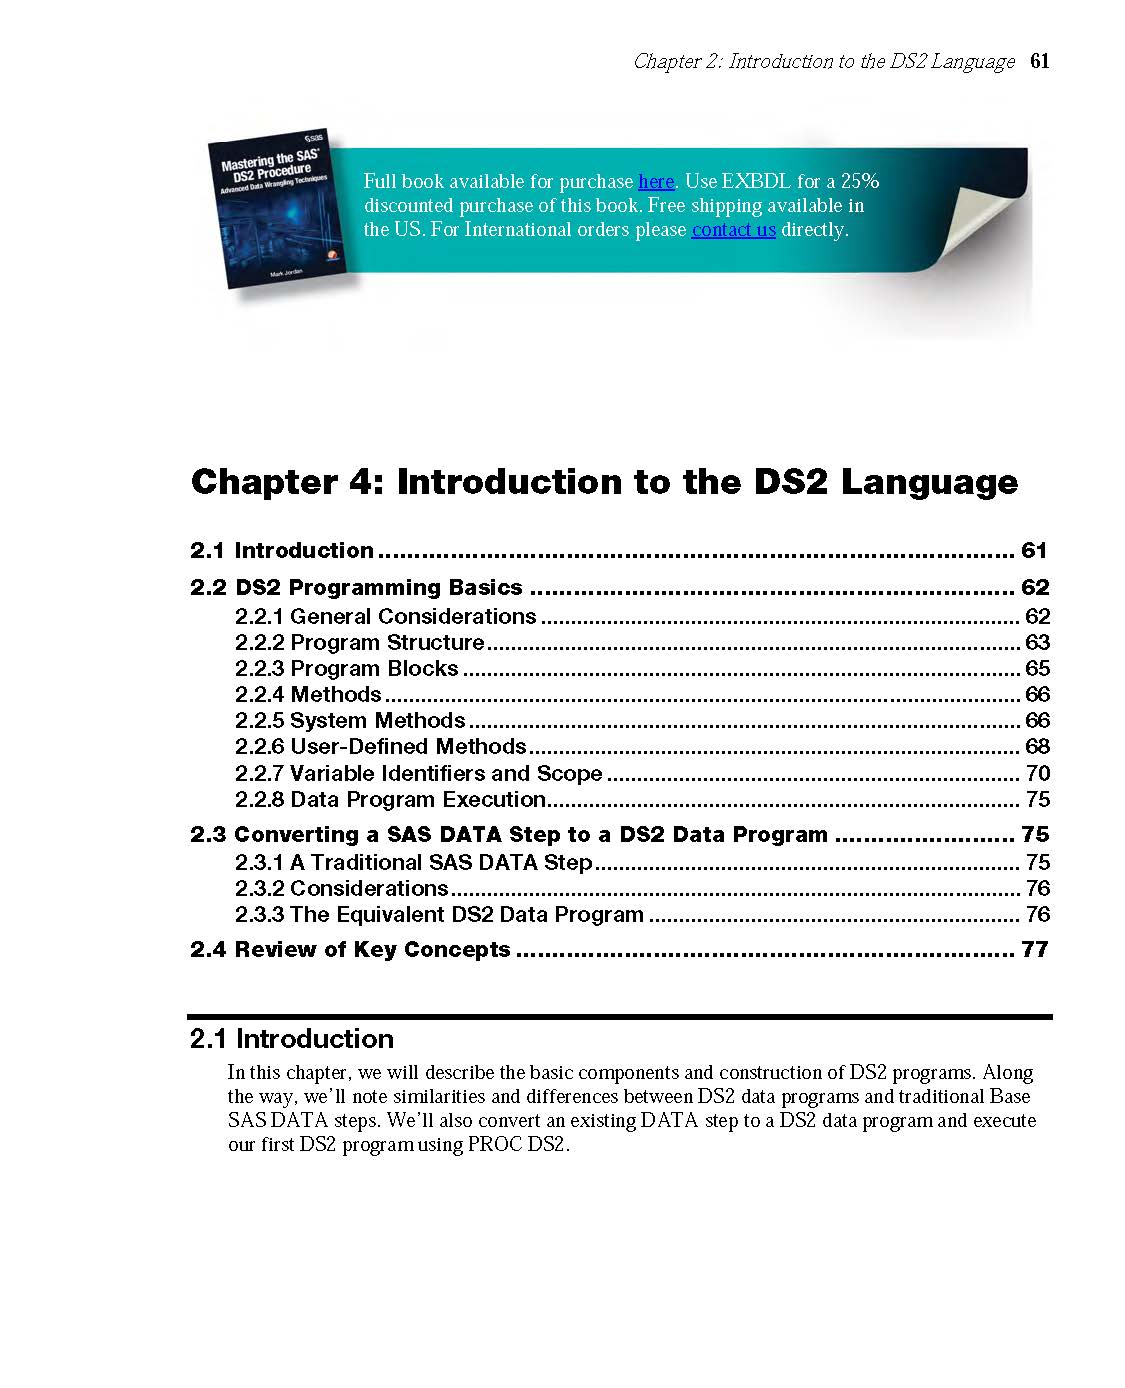 Chapter 2: Introduction to the DS2 Language 61
§sas
Mastering the SAS®
DS2 Procedure
Advanced Data Wrangling Techniques
Mark Jordan
Full book available for purchase here. Use EXBDL for a 25%
discounted purchase of this book. Free shipping available in
the US. For International orders please contact us directly.
Chapter 4: Introduction to the DS2 Language
2.1 Introduction ........................................................................................ 61
2.2 DS2 Programming Basics ................................................................... 62
2.2.1 General Considerations ................................................................................ 62
2.2.2 Program Structure ......................................................................................... 63
2.2.3 Program Blocks ............................................................................................. 65
2.2.4 Methods .......................................................................................................... 66
2.2.5 System Methods ............................................................................................ 66
2.2.6 User-Defined Methods .................................................................................. 68
2.2.7 Variable Identifiers and Scope ..................................................................... 70
2.2.8 Data Program Execution ............................................................................... 75
2.3 Converting a SAS DATA Step to a DS2 Data Program ......................... 75
2.3.1 A Traditional SAS DATA Step ....................................................................... 75
2.3.2 Considerations ............................................................................................... 76
2.3.3 The Equivalent DS2 Data Program .............................................................. 76
2.4 Review of Key Concepts ..................................................................... 77
2.1 Introduction
In this chapter, we will describe the basic components and construction of DS2 programs. Along
the way, we'll note similarities and differences between DS2 data programs and traditional Base
SAS DATA steps. We'll also convert an existing DATA step to a DS2 data program and execute
our first DS2 program using PROC DS2.